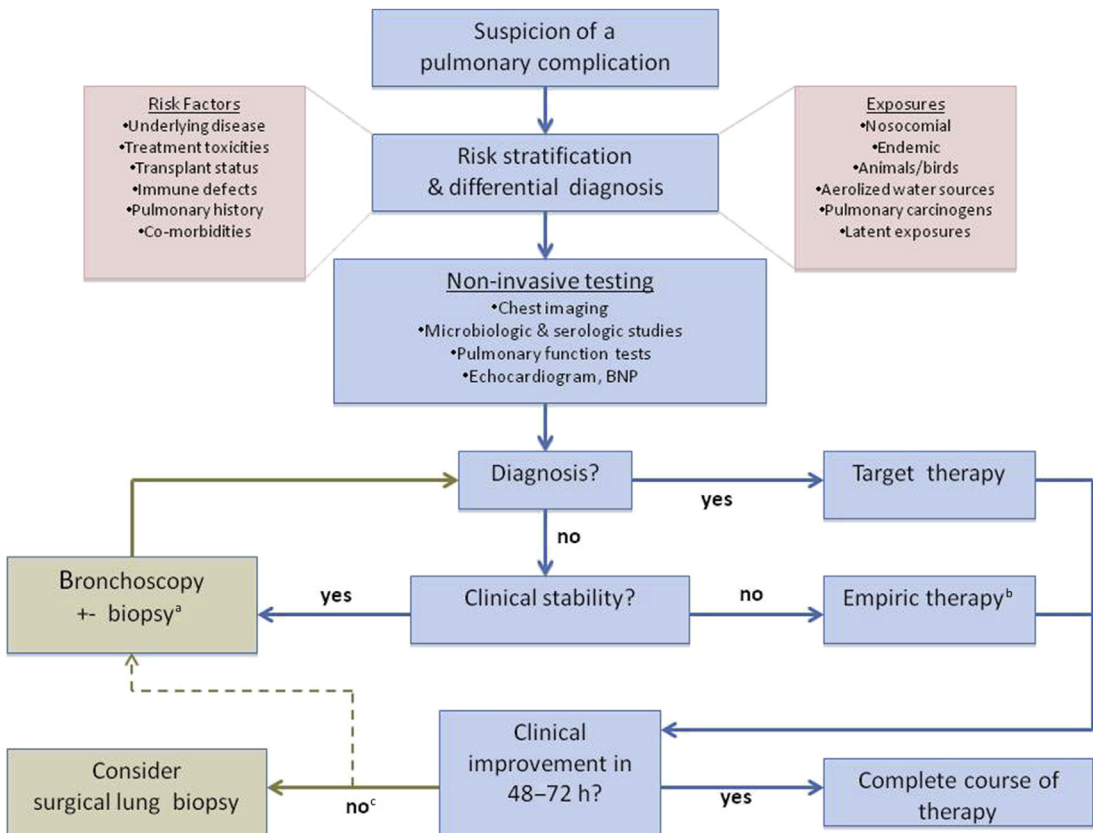 Suspicion of a
pulmonary complication
Risk Factors
•Underlying disease
•Treatment toxicities
•Transplant status
•Immune defects
•Pulmonary history
•Co-morbidities
Risk stratification
& differential diagnosis
Exposures
•Nosocomial
•Endemic
•Animals/birds
•Aerolized water sources
•Pulmonary carcinogens
•Latent exposures
Non-invasive testing
•Chest imaging
•Microbiologic & serologic studies
•Pulmonary function tests
•Echocardiogram, BNP
Diagnosis?
yes
Target therapy
no
Bronchoscopy
+- biopsyᵃ
yes
Clinical stability?
no
Empiric therapyᵇ
Consider
surgical lung biopsy
noᶜ
Clinical
improvement in
48–72 h?
yes
Complete course of
therapy